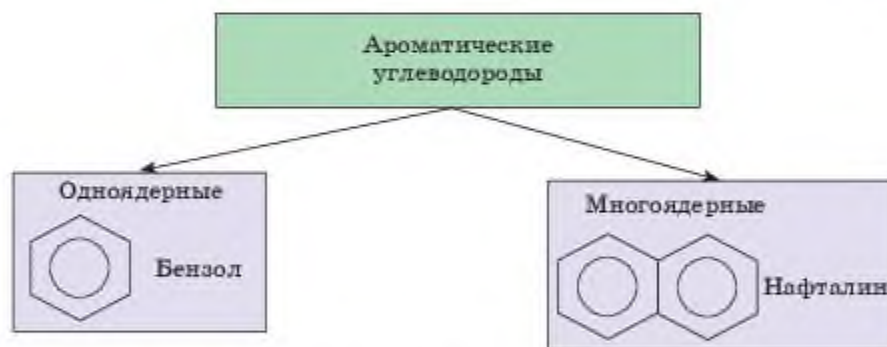 Ароматические
углеводороды
Одноядерные
Бензол
Многоядерные
Нафталин